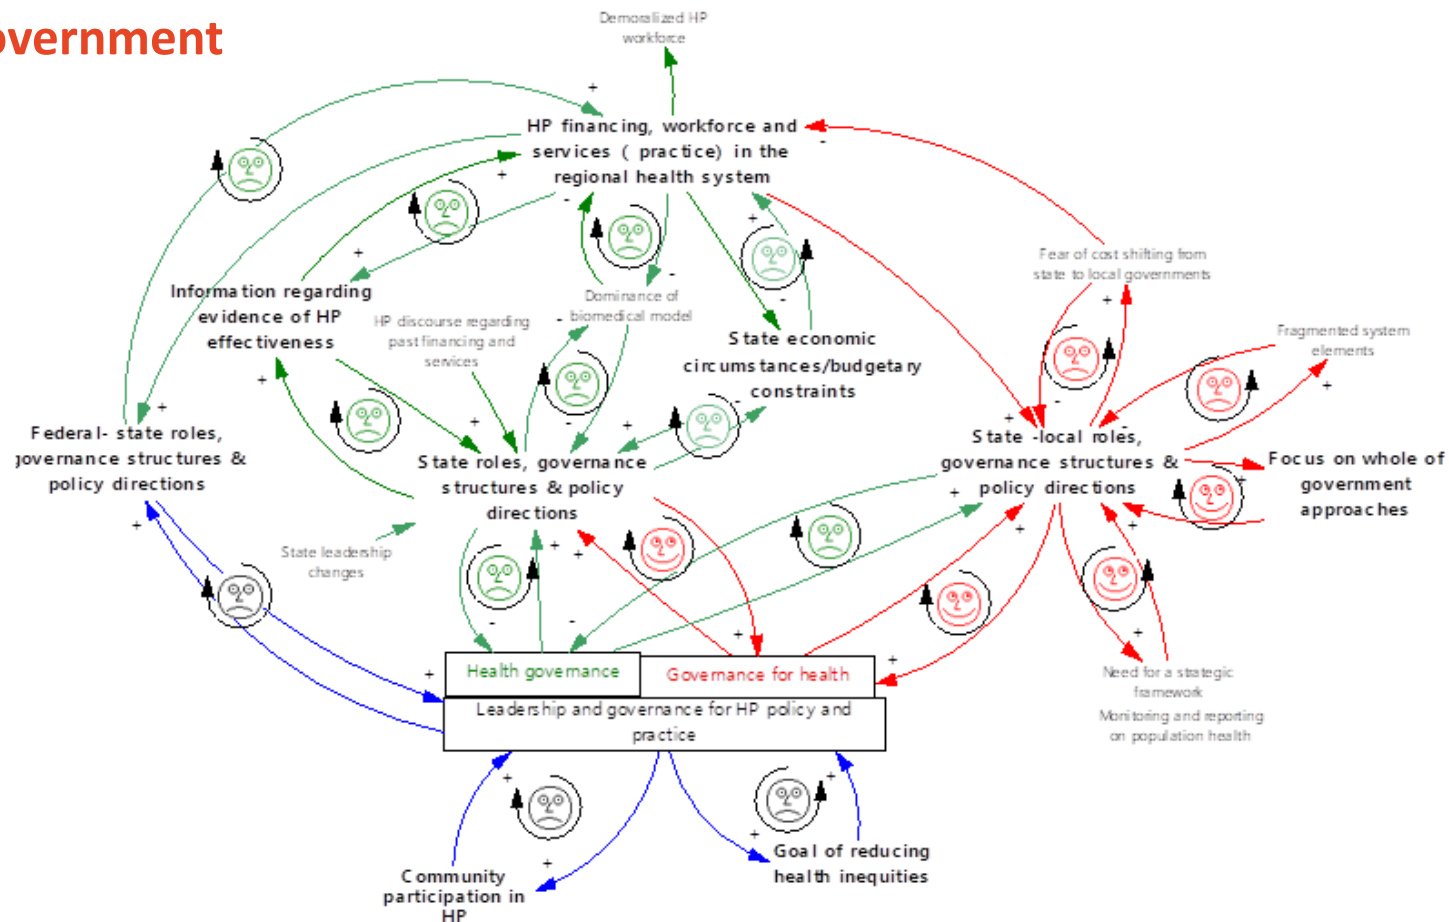 overnment
Demoralized HP
workforce
HP financing, workforce and
services ( practice) in the
regional health system
Fear of cost shifting from
state to local governments
Information regarding
evidence of HP
effectiveness
HP discourse regarding
past financing and
services
Dominance of
biomedical model
State economic
circumstances/budgetary
constraints
Fragmented system
elements
Federal- state roles,
governance structures &
policy directions
State roles, governance
structures & policy
directions
State -local roles,
governance structures &
policy directions
Focus on whole of
government
approaches
State leadership
changes
Health governance
Governance for health
Leadership and governance for HP policy and
practice
Need for a strategic
framework
Monitoring and reporting
on population health
Community
participation in
HP
Goal of reducing
health inequities